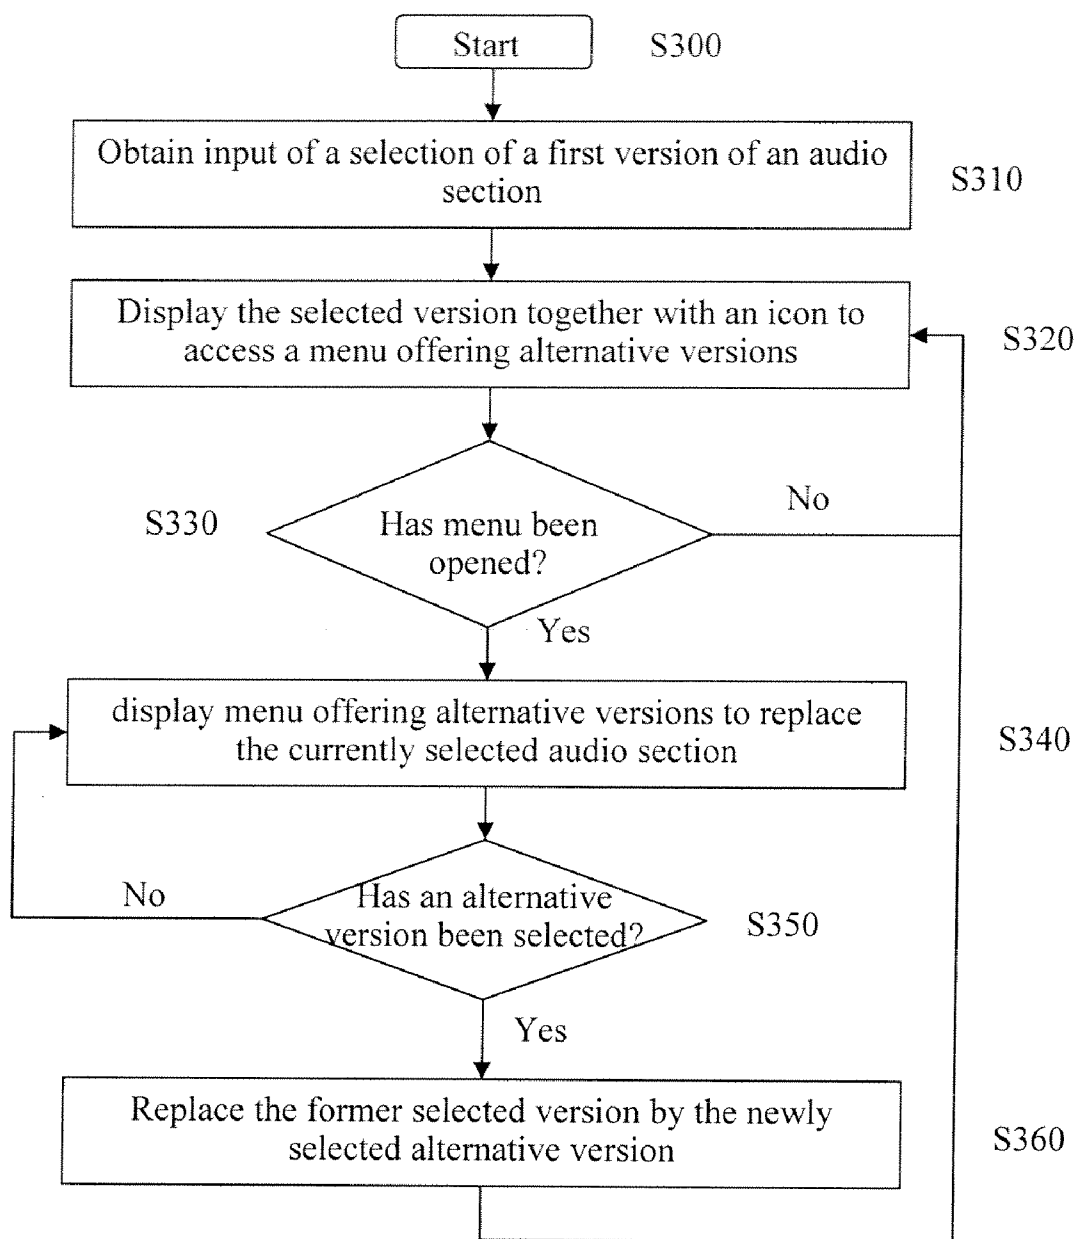 Start
S300
Obtain input of a selection of a first version of an audio
section
S310
Display the selected version together with an icon to
access a menu offering alternative versions
S320
S330
Has menu been
opened?
No
Yes
display menu offering alternative versions to replace
the currently selected audio section
S340
No
Has an alternative
version been selected?
S350
Yes
Replace the former selected version by the newly
selected alternative version
S360